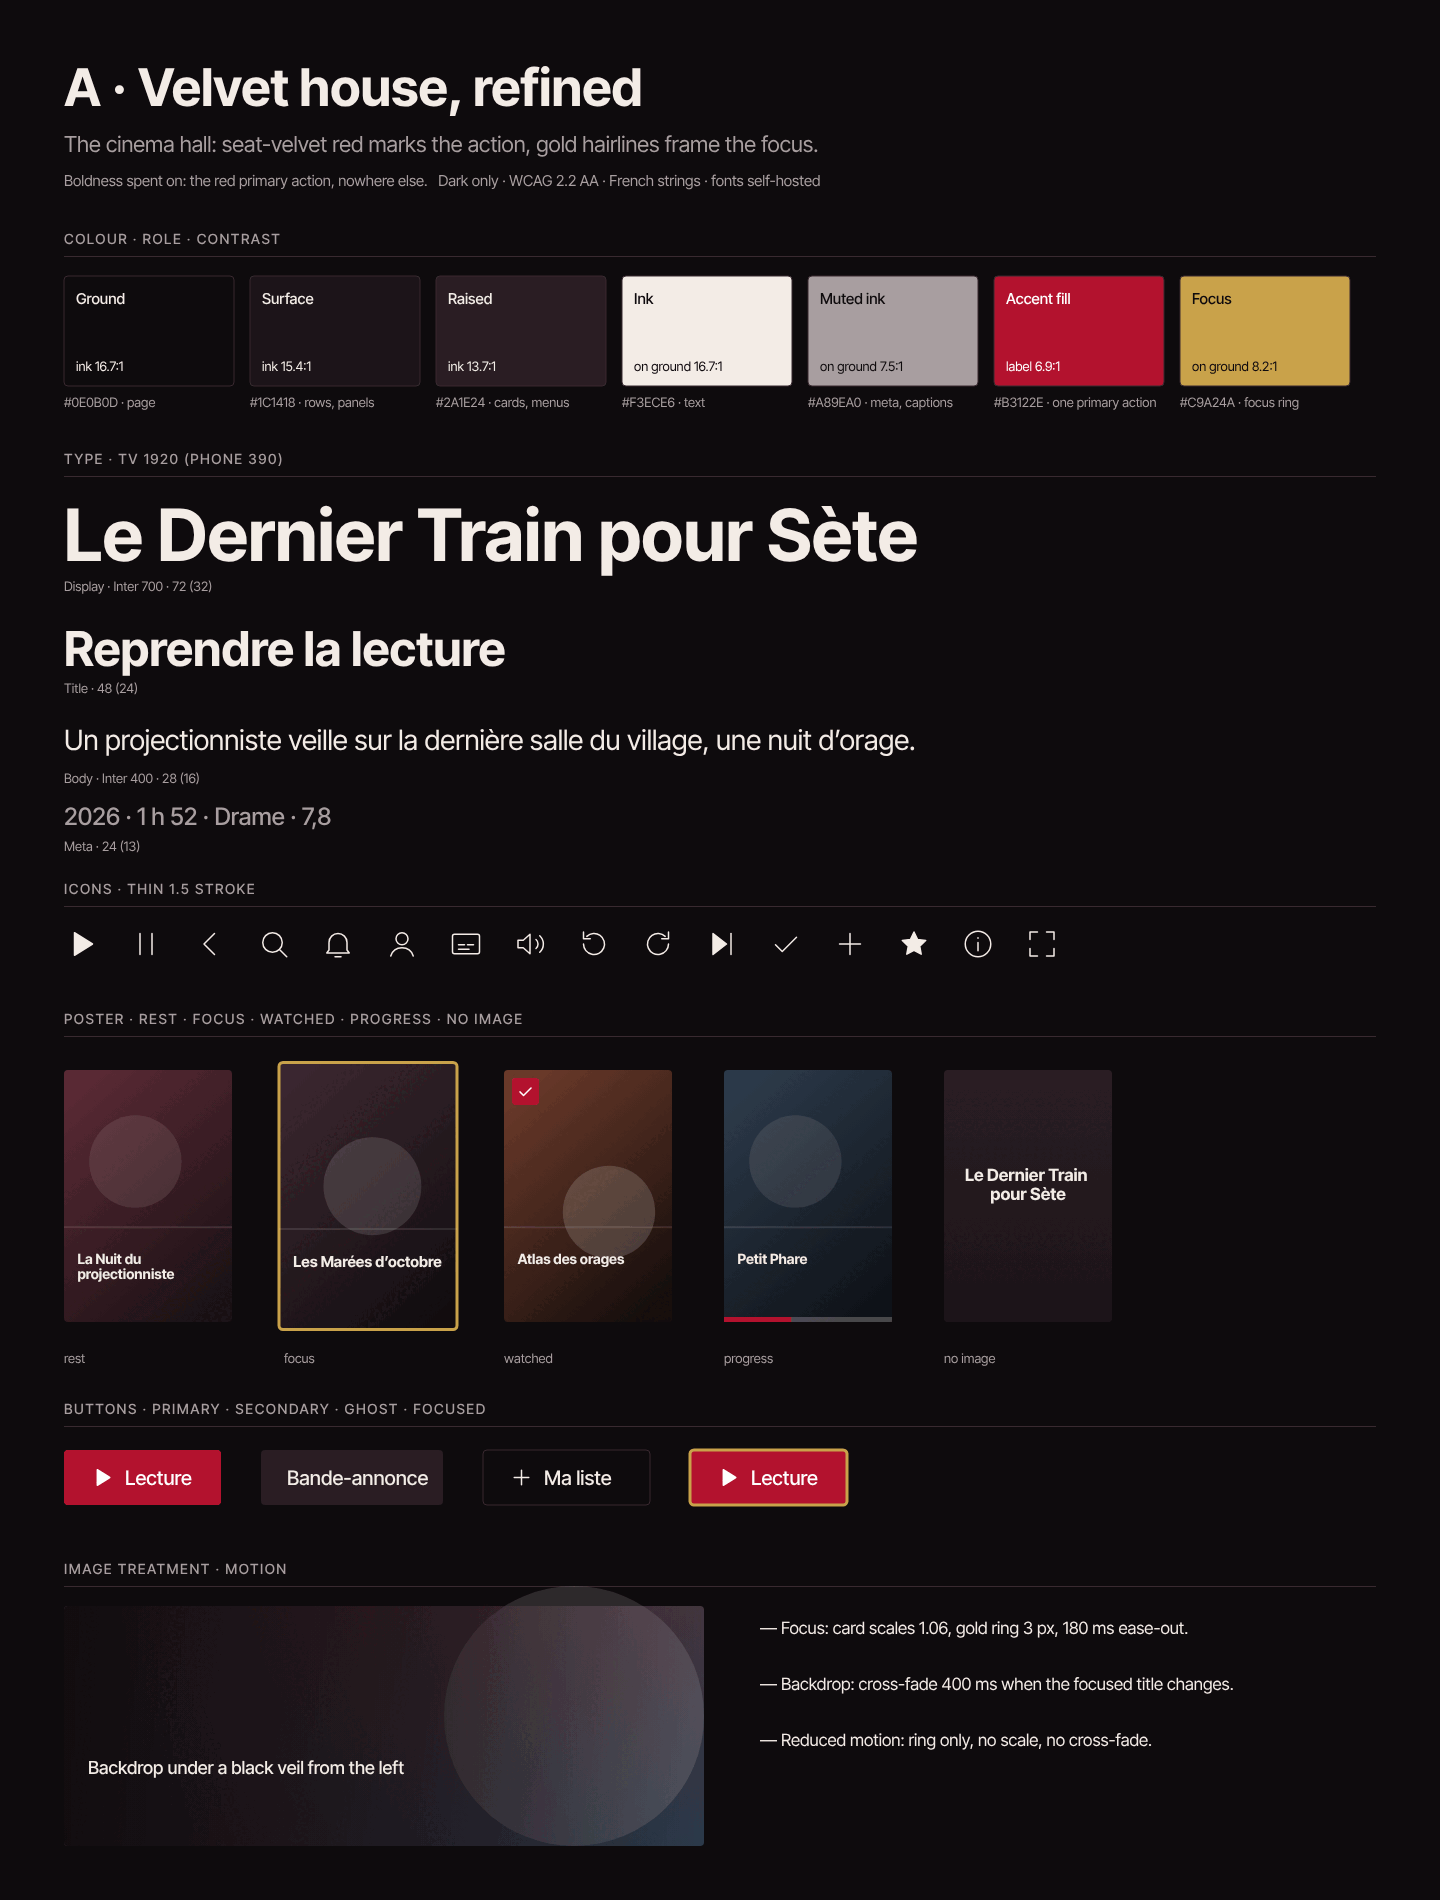 A · Velvet house, refined
The cinema hall: seat-velvet red marks the action, gold hairlines frame the focus.
Boldness spent on: the red primary action, nowhere else. Dark only · WCAG 2.2 AA · French strings · fonts self-hosted
COLOUR · ROLE · CONTRAST
Ground
Surface
Raised
Ink
Muted ink
Accent fill
Focus
ink 16.7:1
ink 15.4:1
ink 13.7:1
on ground 16.7:1
on ground 7.5:1
label 6.9:1
on ground 8.2:1
#0E0B0D · page
#1C1418 · rows, panels
#2A1E24 · cards, menus
#F3ECE6 · text
#A89EA0 · meta, captions
#B3122E · one primary action
#C9A24A · focus ring
TYPE · TV 1920 (PHONE 390)
Le Dernier Train pour Sète
Display · Inter 700 · 72 (32)
Reprendre la lecture
Title · 48 (24)
Un projectionniste veille sur la dernière salle du village, une nuit d’orage.
Body · Inter 400 · 28 (16)
2026 · 1 h 52 · Drame · 7,8
Meta · 24 (13)
ICONS · THIN 1.5 STROKE
POSTER · REST · FOCUS · WATCHED · PROGRESS · NO IMAGE
La Nuit du
projectionniste
Les Marées d’octobre
Atlas des orages
Petit Phare
Le Dernier Train
pour Sète
rest
focus
watched
progress
no image
BUTTONS · PRIMARY · SECONDARY · GHOST · FOCUSED
Lecture
Bande-annonce
Ma liste
Lecture
IMAGE TREATMENT · MOTION
Backdrop under a black veil from the left
— Focus: card scales 1.06, gold ring 3 px, 180 ms ease-out.
— Backdrop: cross-fade 400 ms when the focused title changes.
— Reduced motion: ring only, no scale, no cross-fade.